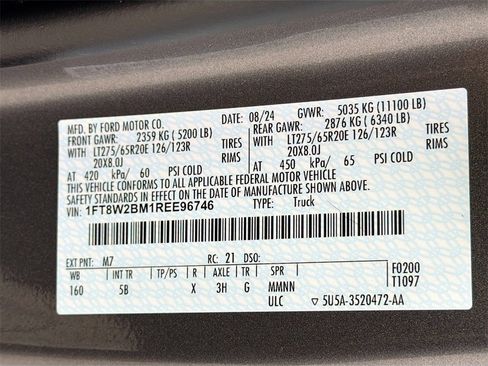 MFD. BY FORD MOTOR CO. DATE: 08/24 GVWR: 5035 KG (11100 LB)
FRONT GAWR: 2359 KG (5200 LB) REAR GAWR: 2876 KG (6340 LB)
WITH LT275/65R20E 126/123R TIRES WITH LT275/65R20E 126/123R TIRES
20X8.0J RIMS 20X8.0J RIMS
AT 420 kPa/ 60 PSI COLD AT 450 kPa/ 65 PSI COLD
THIS VEHICLE CONFORMS TO ALL APPLICABLE FEDERAL MOTOR VEHICLE SAFETY
STANDARDS IN EFFECT ON THE DATE OF MANUFACTURE SHOWN ABOVE.
VIN: 1FT8W2BM1REE96746 TYPE: Truck
EXT PNT: M7 RC: 21 DSO:
WB INT TR TP/PS R AXLE TR SPR F0200
160 5B X 3H G MMNN T1097
ULC ▽ 5U5A-3520472-AA